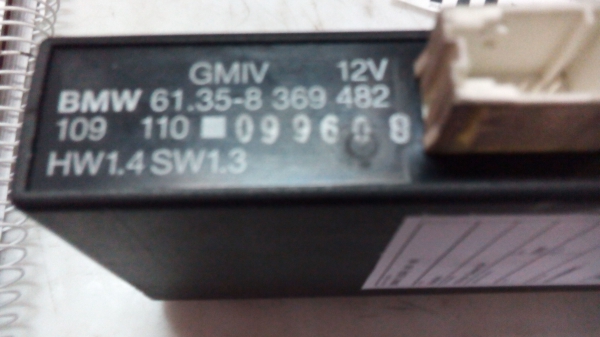 GMIV 12V
BMW 61.35-8 369 482
109 110 099608
HW1.4 SW1.3